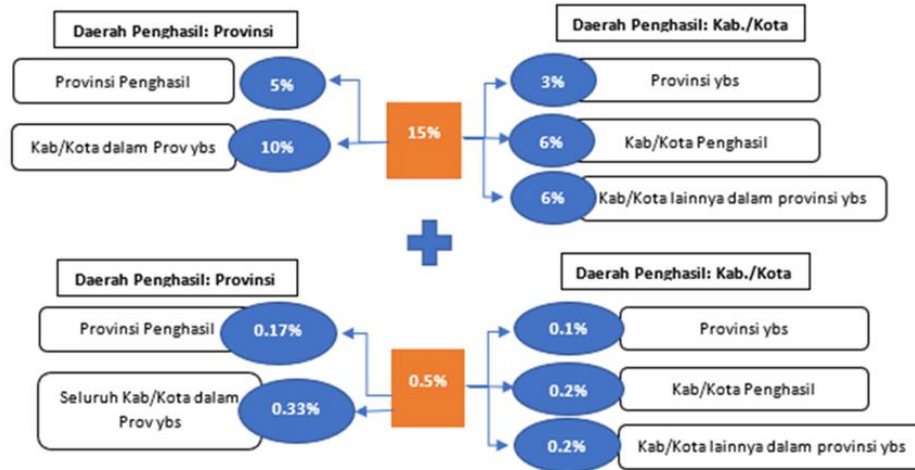 Daerah Penghasil: Provinsi
Provinsi Penghasil
5%
Kab/Kota dalam Prov ybs
10%
15%
Daerah Penghasil: Kab./Kota
3%
Provinsi ybs
6%
Kab/Kota Penghasil
6%
Kab/Kota lainnya dalam provinsi ybs
Daerah Penghasil: Provinsi
Provinsi Penghasil
0.17%
Seluruh Kab/Kota dalam
Prov ybs
0.33%
0.5%
Daerah Penghasil: Kab./Kota
0.1%
Provinsi ybs
0.2%
Kab/Kota Penghasil
0.2%
Kab/Kota lainnya dalam provinsi ybs